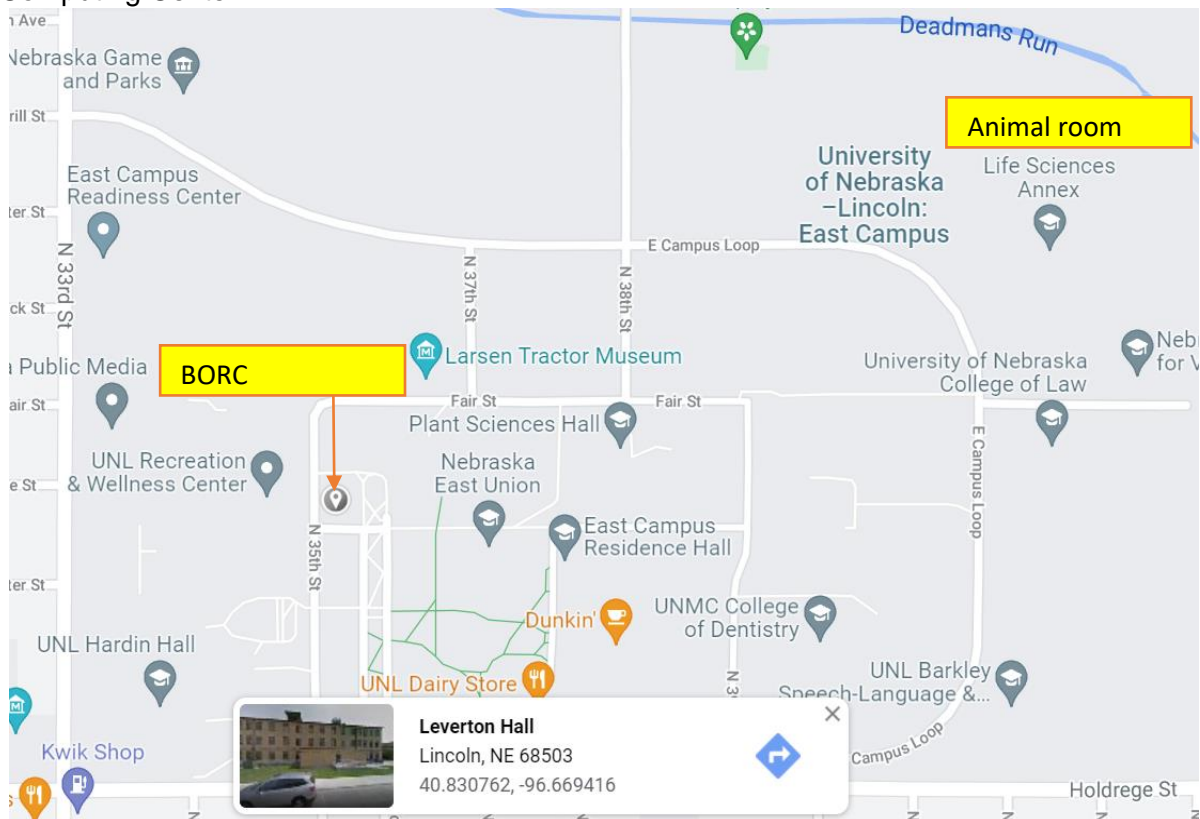 Nebraska Game
and Parks
Deadmans Run
Animal room
East Campus
Readiness Center
University
of Nebraska
–Lincoln:
East Campus
Life Sciences
Annex
E Campus Loop
N 33rd St
N 37th St
N 38th St
Larsen Tractor Museum
Public Media
BORC
University of Nebraska
College of Law
for V
Fair St
Fair St
Plant Sciences Hall
UNL Recreation
& Wellness Center
Nebraska
East Union
E Campus Loop
East Campus
Residence Hall
N 35th St
UNL Hardin Hall
Dunkin'
UNMC College
of Dentistry
UNL Dairy Store
UNL Barkley
Speech-Language &...
Leverton Hall
Lincoln, NE 68503
40.830762, -96.669416
Kwik Shop
Campus Loop
Holdrege St